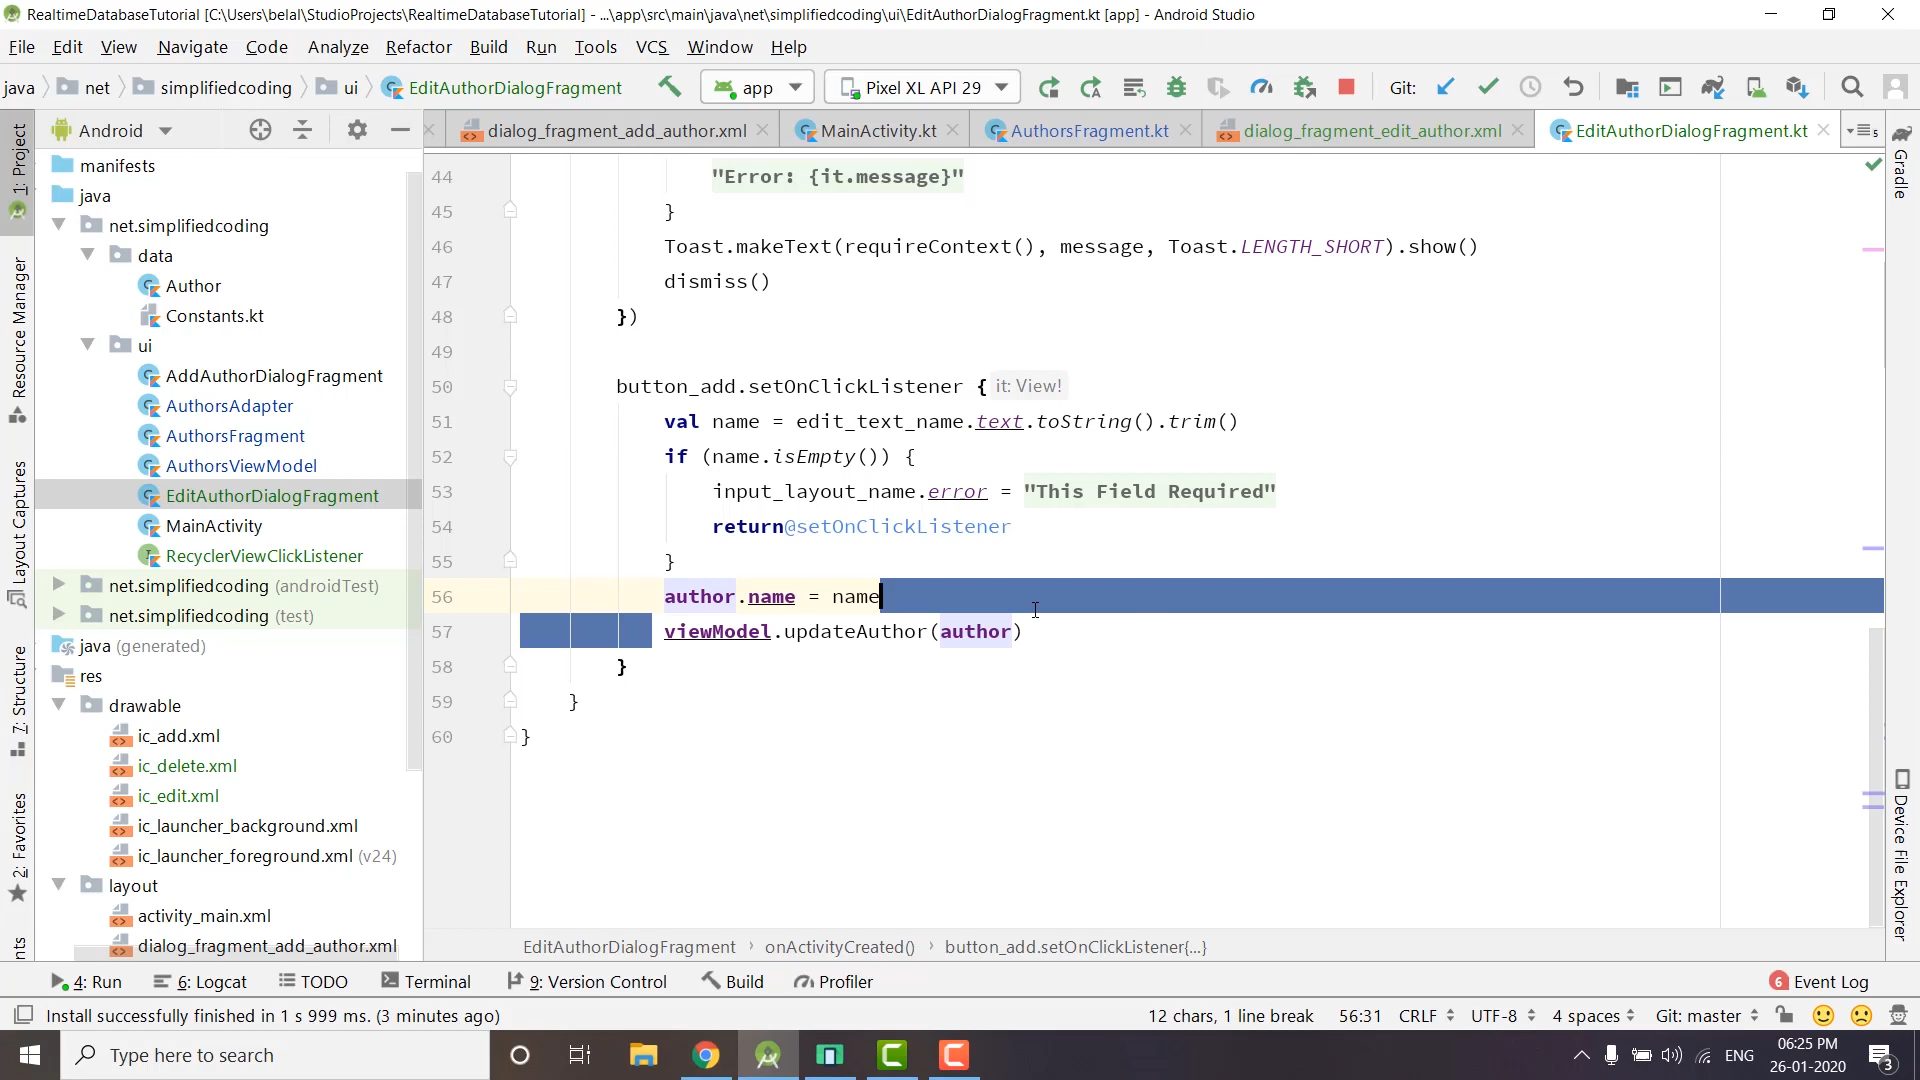 RealtimeDatabaseTutorial [C:\Users\belal\StudioProjects\RealtimeDatabaseTutorial] - ...\app\src\main\java\net\simplifiedcoding\ui\EditAuthorDialogFragment.kt [app] - Android Studio
File Edit View Navigate Code Analyze Refactor Build Run Tools VCS Window Help
java net simplifiedcoding ui EditAuthorDialogFragment app Pixel XL API 29 Git:
Android dialog_fragment_add_author.xml MainActivity.kt AuthorsFragment.kt dialog_fragment_edit_author.xml EditAuthorDialogFragment.kt 5
1: Project
Resource Manager
Layout Captures
7: Structure
2: Favorites
nts
manifests
java
net.simplifiedcoding
data
Author
Constants.kt
ui
AddAuthorDialogFragment
AuthorsAdapter
AuthorsFragment
AuthorsViewModel
EditAuthorDialogFragment
MainActivity
RecyclerViewClickListener
net.simplifiedcoding (androidTest)
net.simplifiedcoding (test)
java (generated)
res
drawable
ic_add.xml
ic_delete.xml
ic_edit.xml
ic_launcher_background.xml
ic_launcher_foreground.xml (v24)
layout
activity_main.xml
dialog_fragment_add_author.xml
44 "Error: {it.message}"
45 }
46 Toast.makeText(requireContext(), message, Toast.LENGTH_SHORT).show()
47 dismiss()
48 })
49
50 button_add.setOnClickListener { it: View!
51 val name = edit_text_name.text.toString().trim()
52 if (name.isEmpty()) {
53 input_layout_name.error = "This Field Required"
54 return@setOnClickListener
55 }
56 author.name = name
57 viewModel.updateAuthor(author)
58 }
59 }
60 }
Gradle
Device File Explorer
EditAuthorDialogFragment › onActivityCreated() › button_add.setOnClickListener{...}
4: Run 6: Logcat TODO Terminal 9: Version Control Build Profiler 6 Event Log
Install successfully finished in 1 s 999 ms. (3 minutes ago) 12 chars, 1 line break 56:31 CRLF UTF-8 4 spaces Git: master
Type here to search ENG 06:25 PM
26-01-2020 3